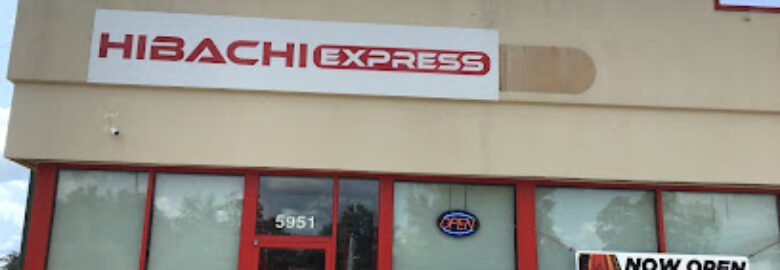 HIBACHI EXPRESS
5951
OPEN
NOW OPEN